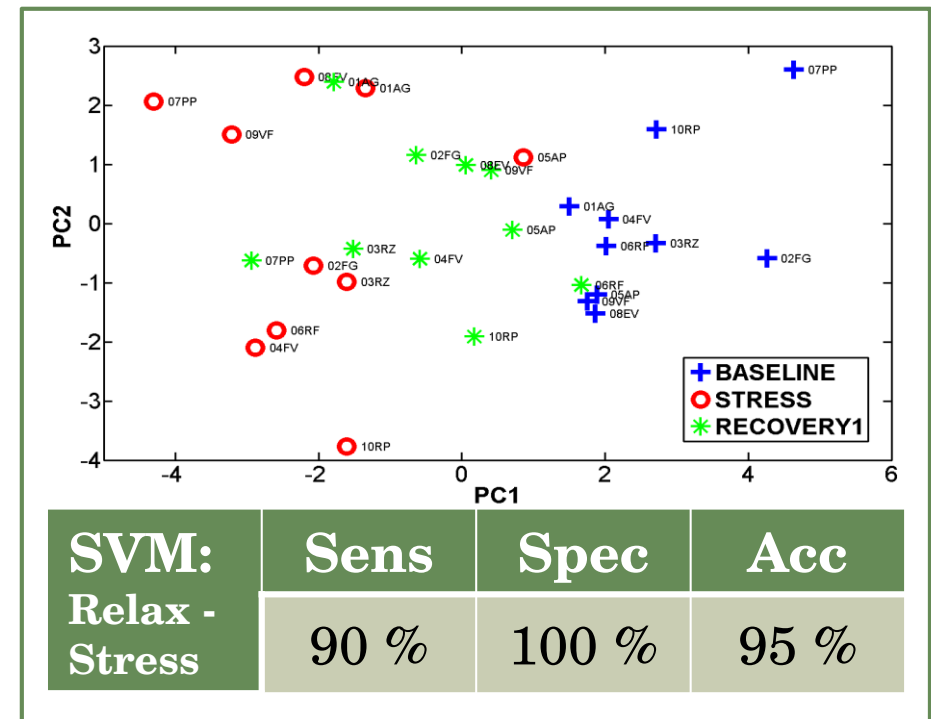 3
2
1
0
-1
-2
-3
-4
PC2
07PP
08EV
01AG
01AG
07PP
10RP
09VF
02FG
08EV
09VF
05AP
01AG
04FV
05AP
06RF
03RZ
03RZ
04FV
02FG
07PP
02FG
03RZ
06RF
05AP
09VF
08EV
06RF
10RP
04FV
10RP
BASELINE
STRESS
RECOVERY1
-4 -2 0 2 4 6
PC1
SVM: Sens Spec Acc
Relax -
Stress
90 % 100 % 95 %